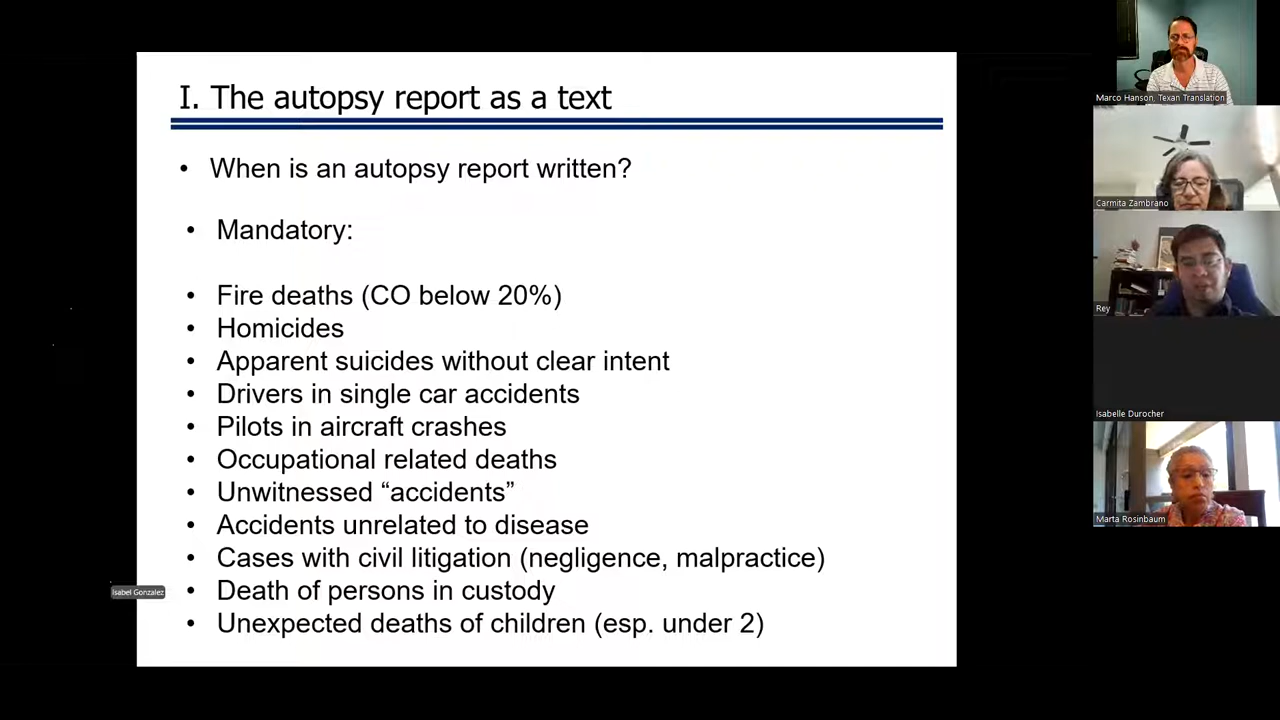 I. The autopsy report as a text
• When is an autopsy report written?
• Mandatory:
• Fire deaths (CO below 20%)
• Homicides
• Apparent suicides without clear intent
• Drivers in single car accidents
• Pilots in aircraft crashes
• Occupational related deaths
• Unwitnessed “accidents”
• Accidents unrelated to disease
• Cases with civil litigation (negligence, malpractice)
• Death of persons in custody
• Unexpected deaths of children (esp. under 2)
Isabel Gonzalez
Marco Hanson, Texan Translation
Carmita Zambrano
Rey
Isabelle Durocher
Marta Rosinbaum